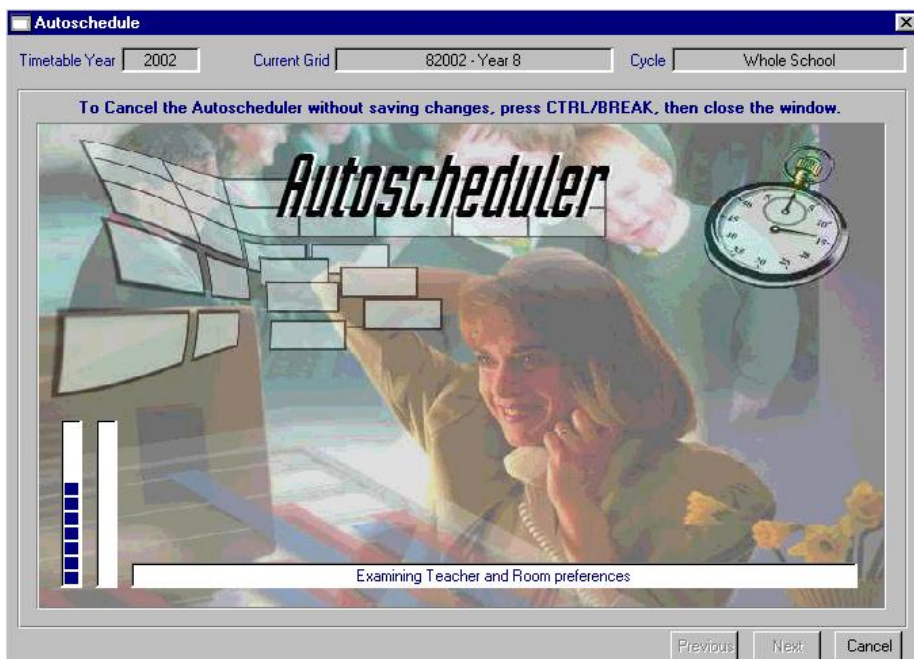 Autoschedule
Timetable Year 2002 Current Grid 82002 - Year 8 Cycle Whole School
To Cancel the Autoscheduler without saving changes, press CTRL/BREAK, then close the window.
Autoscheduler
Examining Teacher and Room preferences
Previous Next Cancel